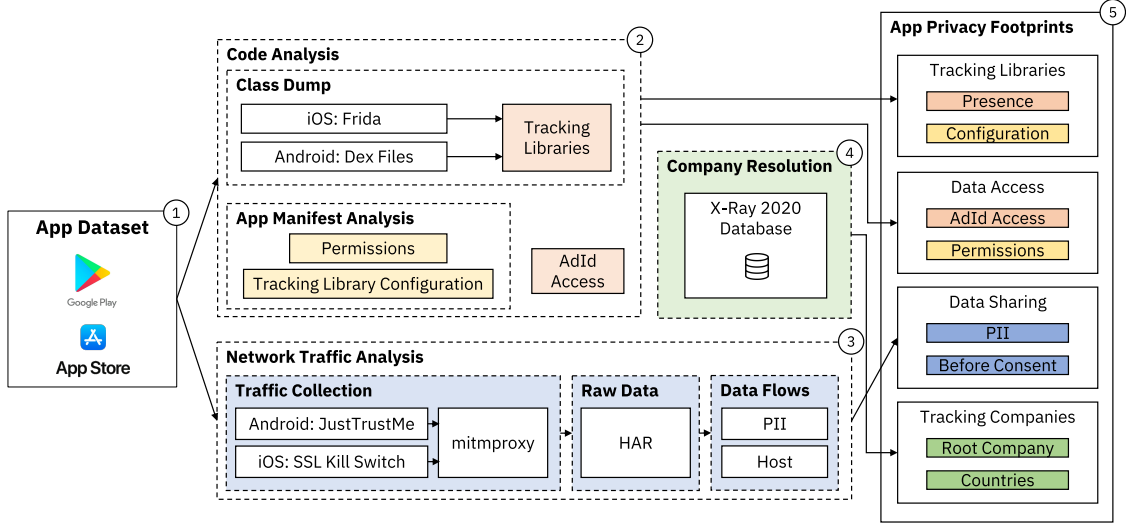 1
App Dataset
Google Play
App Store
2
Code Analysis
Class Dump
iOS: Frida
Android: Dex Files
Tracking
Libraries
App Manifest Analysis
Permissions
Tracking Library Configuration
AdId
Access
3
Network Traffic Analysis
Traffic Collection
Android: JustTrustMe
iOS: SSL Kill Switch
mitmproxy
Raw Data
HAR
Data Flows
PII
Host
4
Company Resolution
X-Ray 2020
Database
5
App Privacy Footprints
Tracking Libraries
Presence
Configuration
Data Access
AdId Access
Permissions
Data Sharing
PII
Before Consent
Tracking Companies
Root Company
Countries